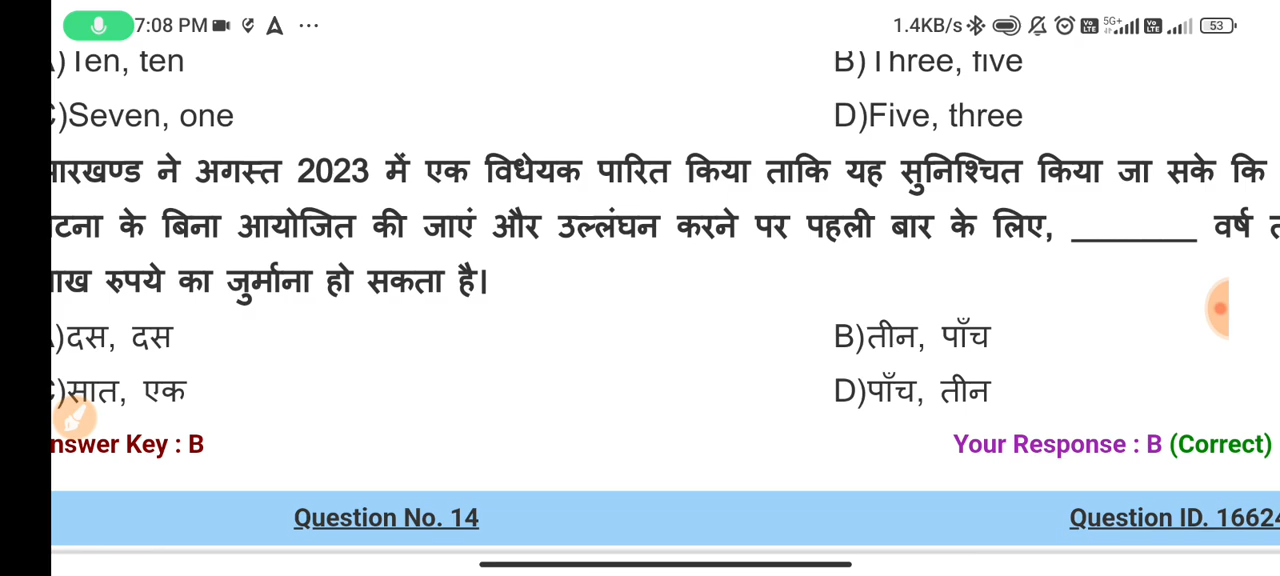 7:08 PM ... 1.4KB/s 5G+ 53
) Ten, ten B) Three, five
)Seven, one D)Five, three
ारखण्ड ने अगस्त 2023 में एक विधेयक पारित किया ताकि यह सुनिश्चित किया जा सके कि
टना के बिना आयोजित की जाएं और उल्लंघन करने पर पहली बार के लिए, ________ वर्ष
ाख रुपये का जुर्माना हो सकता है।
)दस, दस B)तीन, पाँच
)सात, एक D)पाँच, तीन
nswer Key : B Your Response : B (Correct)
Question No. 14 Question ID. 16624